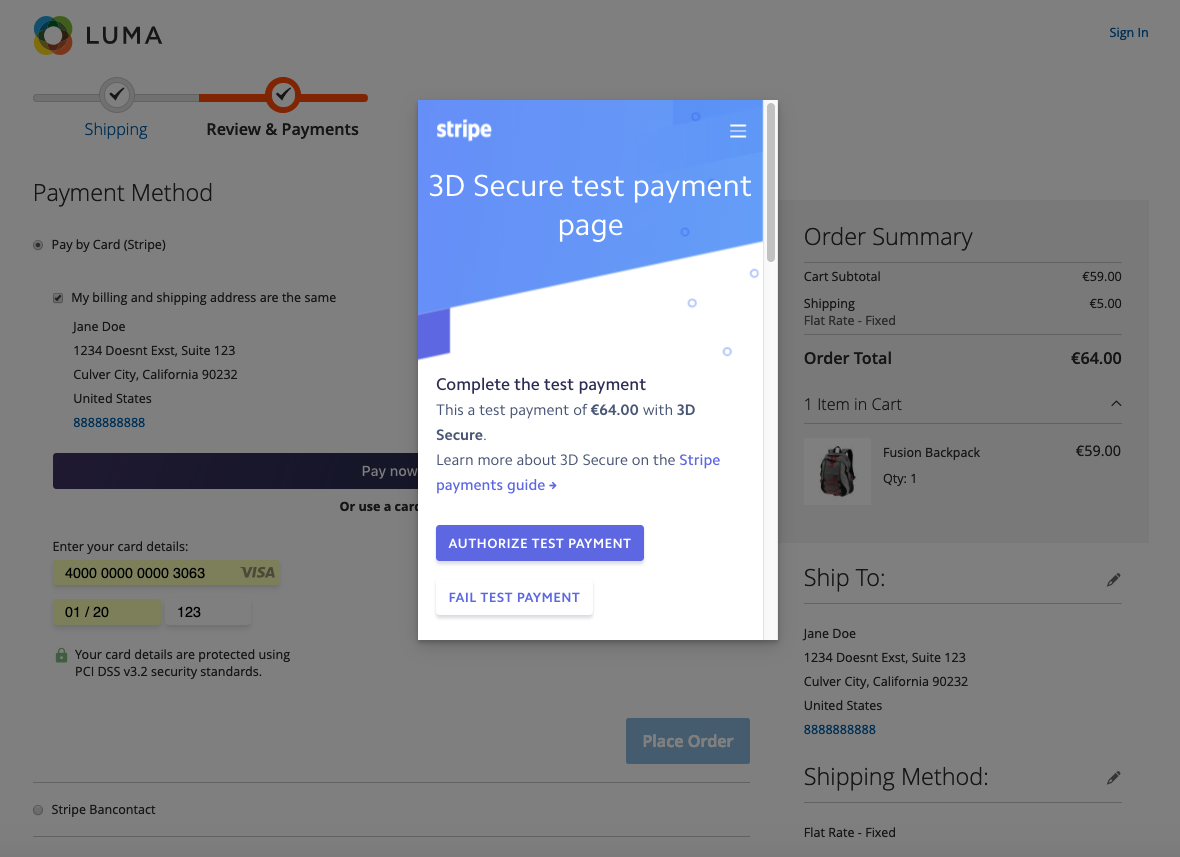 LUMA
Sign In
Shipping
Review & Payments
Payment Method
Pay by Card (Stripe)
My billing and shipping address are the same
Jane Doe
1234 Doesnt Exst, Suite 123
Culver City, California 90232
United States
8888888888
Pay now
Or use a card
Enter your card details:
4000 0000 0000 3063 VISA
01 / 20 123
Your card details are protected using
PCI DSS v3.2 security standards.
Place Order
Stripe Bancontact
stripe
3D Secure test payment
page
Complete the test payment
This a test payment of €64.00 with 3D
Secure.
Learn more about 3D Secure on the Stripe
payments guide →
AUTHORIZE TEST PAYMENT
FAIL TEST PAYMENT
Order Summary
Cart Subtotal €59.00
Shipping €5.00
Flat Rate - Fixed
Order Total €64.00
1 Item in Cart
Fusion Backpack €59.00
Qty: 1
Ship To:
Jane Doe
1234 Doesnt Exst, Suite 123
Culver City, California 90232
United States
8888888888
Shipping Method:
Flat Rate - Fixed